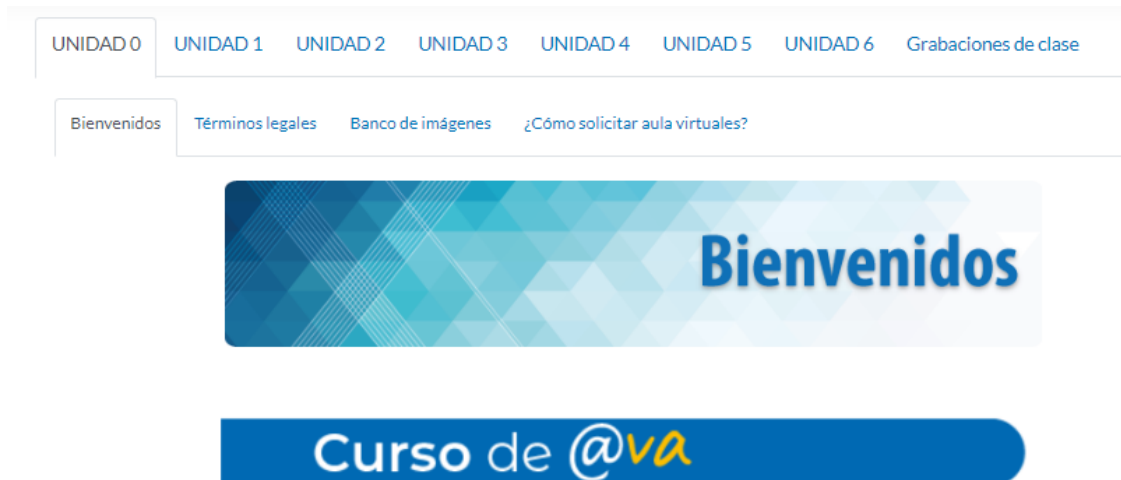 UNIDAD 0 UNIDAD 1 UNIDAD 2 UNIDAD 3 UNIDAD 4 UNIDAD 5 UNIDAD 6 Grabaciones de clase
Bienvenidos Términos legales Banco de imágenes ¿Cómo solicitar aula virtuales?
Bienvenidos
Curso de @va